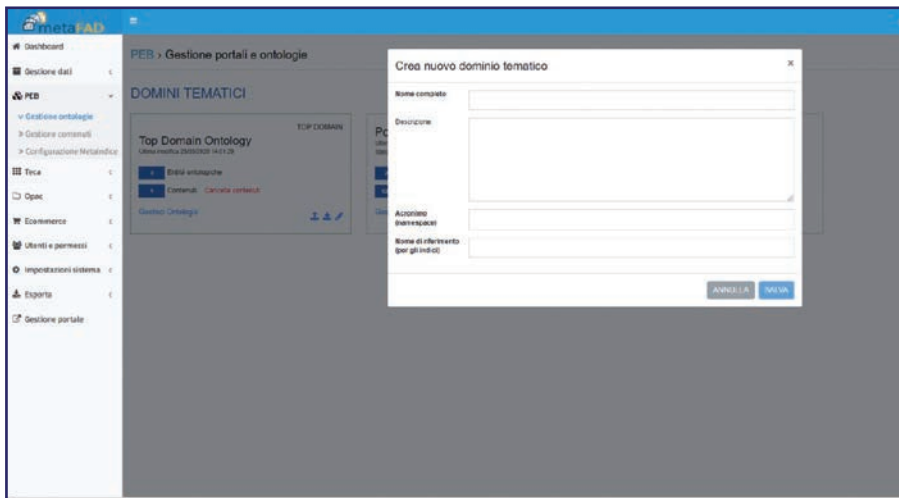 metaFAD
Dashboard
Gestione dati
PEB
Gestione ontologie
Gestione contenuti
Configurazione Metaindice
Teca
Opac
Ecommerce
Utenti e permessi
Impostazioni sistema
Esporta
Gestione portale
PEB › Gestione portali e ontologie
DOMINI TEMATICI
TOP DOMAIN
Top Domain Ontology
Ultima modifica
Entità ontologiche
Contenuti Cancella contenuti
Gestisci Ontologia
Crea nuovo dominio tematico
×
Nome completo
Descrizione
Acronimo
(namespace)
Nome di riferimento
(per gli indici)
ANNULLA SALVA